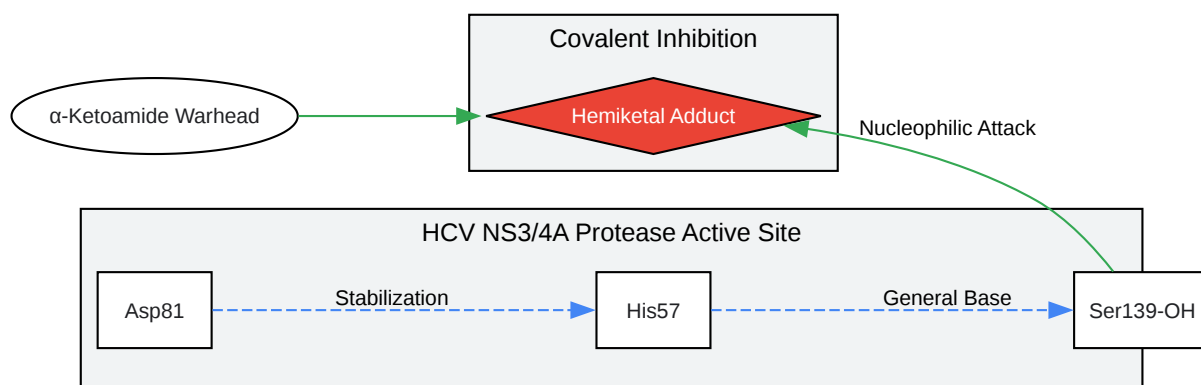 Covalent Inhibition
α-Ketoamide Warhead
Hemiketal Adduct
Nucleophilic Attack
HCV NS3/4A Protease Active Site
Asp81
Stabilization
His57
General Base
Ser139-OH